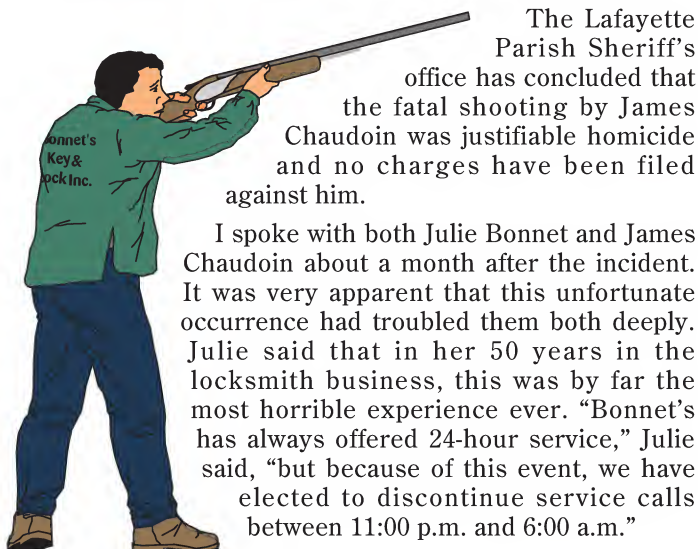 The Lafayette
Parish Sheriff's
office has concluded that
the fatal shooting by James
Chaudoin was justifiable homicide
and no charges have been filed
against him.
I spoke with both Julie Bonnet and James
Chaudoin about a month after the incident.
It was very apparent that this unfortunate
occurrence had troubled them both deeply.
Julie said that in her 50 years in the
locksmith business, this was by far the
most horrible experience ever. “Bonnet's
has always offered 24-hour service,” Julie
said, “but because of this event, we have
elected to discontinue service calls
between 11:00 p.m. and 6:00 a.m.”
onnet's
Key &
ock Inc.